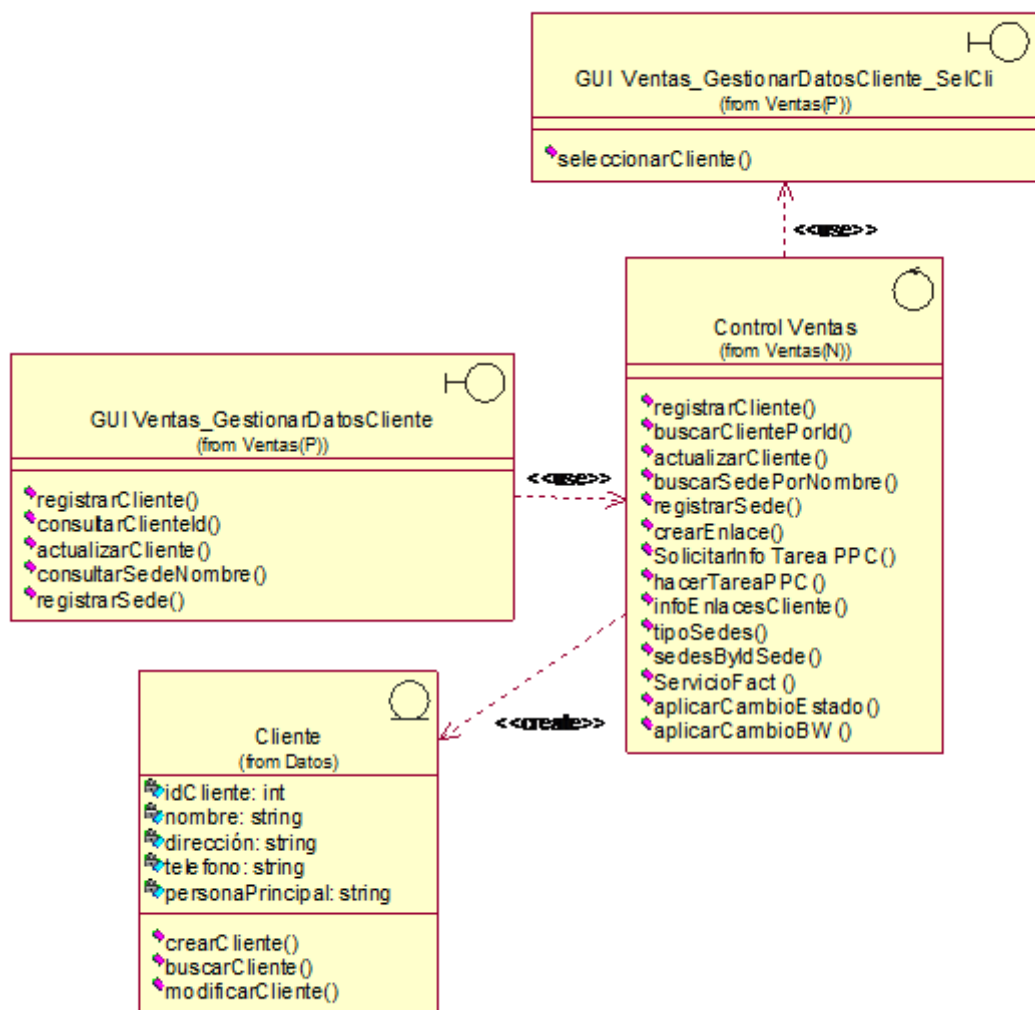 GUI Ventas_GestionarDatosCliente_SelCli
(from Ventas(P))
seleccionarCliente()
<<use>>
Control Ventas
(from Ventas(N))
registrarCliente()
buscarClientePorId()
actualizarCliente()
buscarSedePorNombre()
registrarSede()
crearEnlace()
SolicitarInfo Tarea PPC()
hacerTareaPPC()
infoEnlacesCliente()
tipoSedes()
sedesByIdSede()
ServicioFact ()
aplicarCambioEstado()
aplicarCambioBW ()
GUI Ventas_GestionarDatosCliente
(from Ventas(P))
registrarCliente()
consultarClienteId()
actualizarCliente()
consultarSedeNombre()
registrarSede()
<<use>>
<<create>>
Cliente
(from Datos)
idCliente: int
nombre: string
dirección: string
telefono: string
personaPrincipal: string
crearCliente()
buscarCliente()
modificarCliente()